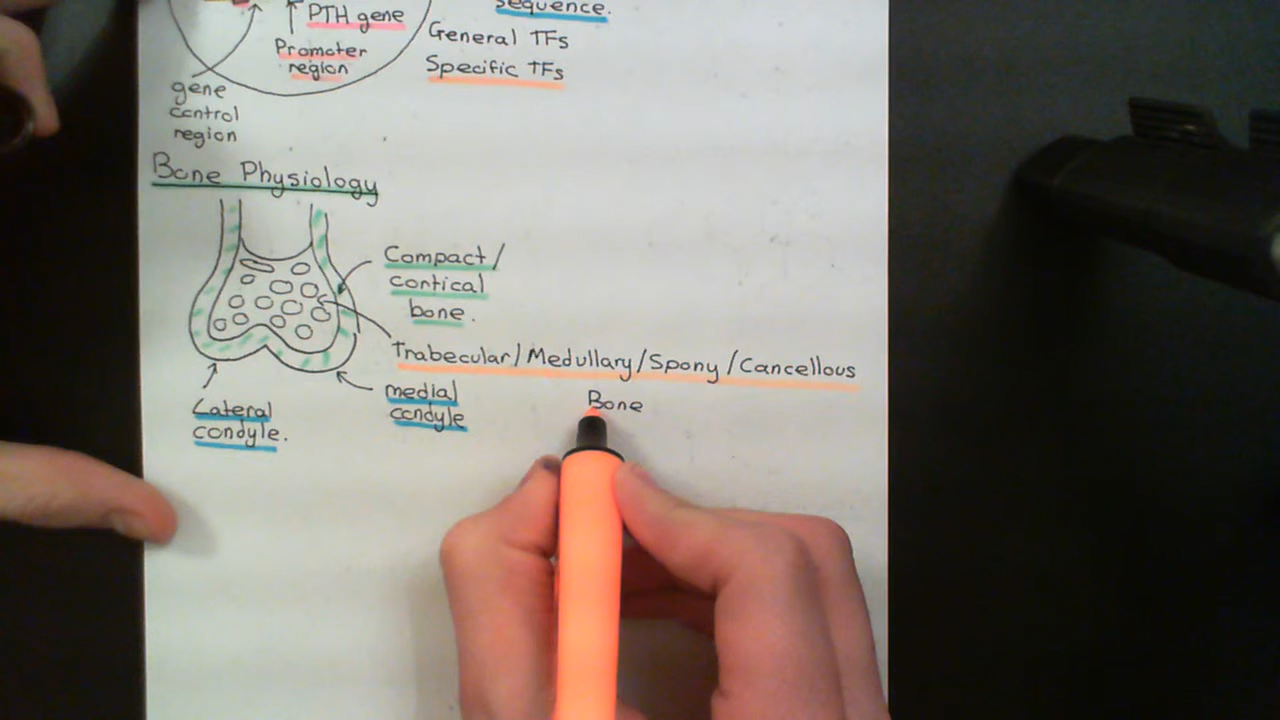 sequence.
PTH gene
General TFs
Promoter
region
Specific TFs
gene
control
region
Bone Physiology
Compact/
cortical
bone.
Trabecular/Medullary/Spony/Cancellous
Bone
medial
condyle
Lateral
condyle.